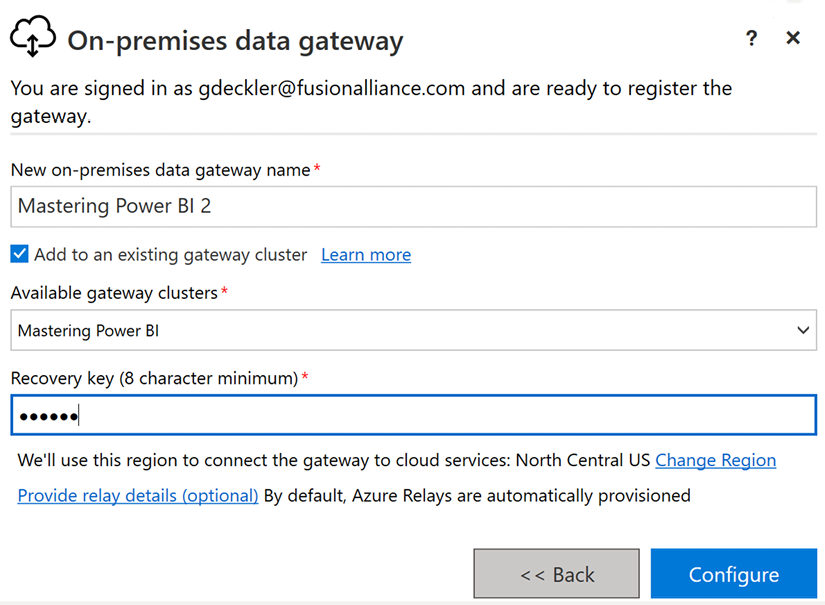 On-premises data gateway ? ×
You are signed in as gdeckler@fusionalliance.com and are ready to register the
gateway.
New on-premises data gateway name*
Mastering Power BI 2
Add to an existing gateway cluster Learn more
Available gateway clusters*
Mastering Power BI
Recovery key (8 character minimum)*
••••••
We'll use this region to connect the gateway to cloud services: North Central US Change Region
Provide relay details (optional) By default, Azure Relays are automatically provisioned
<< Back Configure